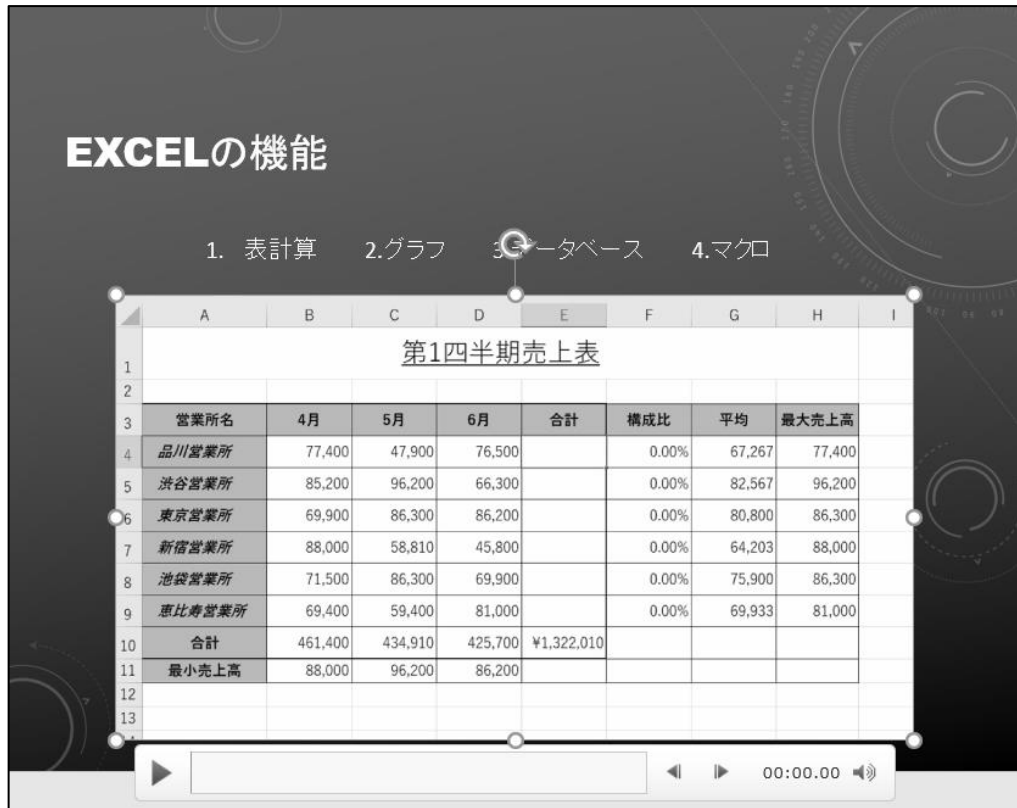 EXCELの機能
1. 表計算 2.グラフ 3.データベース 4.マクロ
A B C D E F G H I
1 第1四半期売上表
2
3 営業所名 4月 5月 6月 合計 構成比 平均 最大売上高
4 品川営業所 77,400 47,900 76,500 0.00% 67,267 77,400
5 渋谷営業所 85,200 96,200 66,300 0.00% 82,567 96,200
6 東京営業所 69,900 86,300 86,200 0.00% 80,800 86,300
7 新宿営業所 88,000 58,810 45,800 0.00% 64,203 88,000
8 池袋営業所 71,500 86,300 69,900 0.00% 75,900 86,300
9 恵比寿営業所 69,400 59,400 81,000 0.00% 69,933 81,000
10 合計 461,400 434,910 425,700 ¥1,322,010
11 最小売上高 88,000 96,200 86,200
12
13
00:00.00